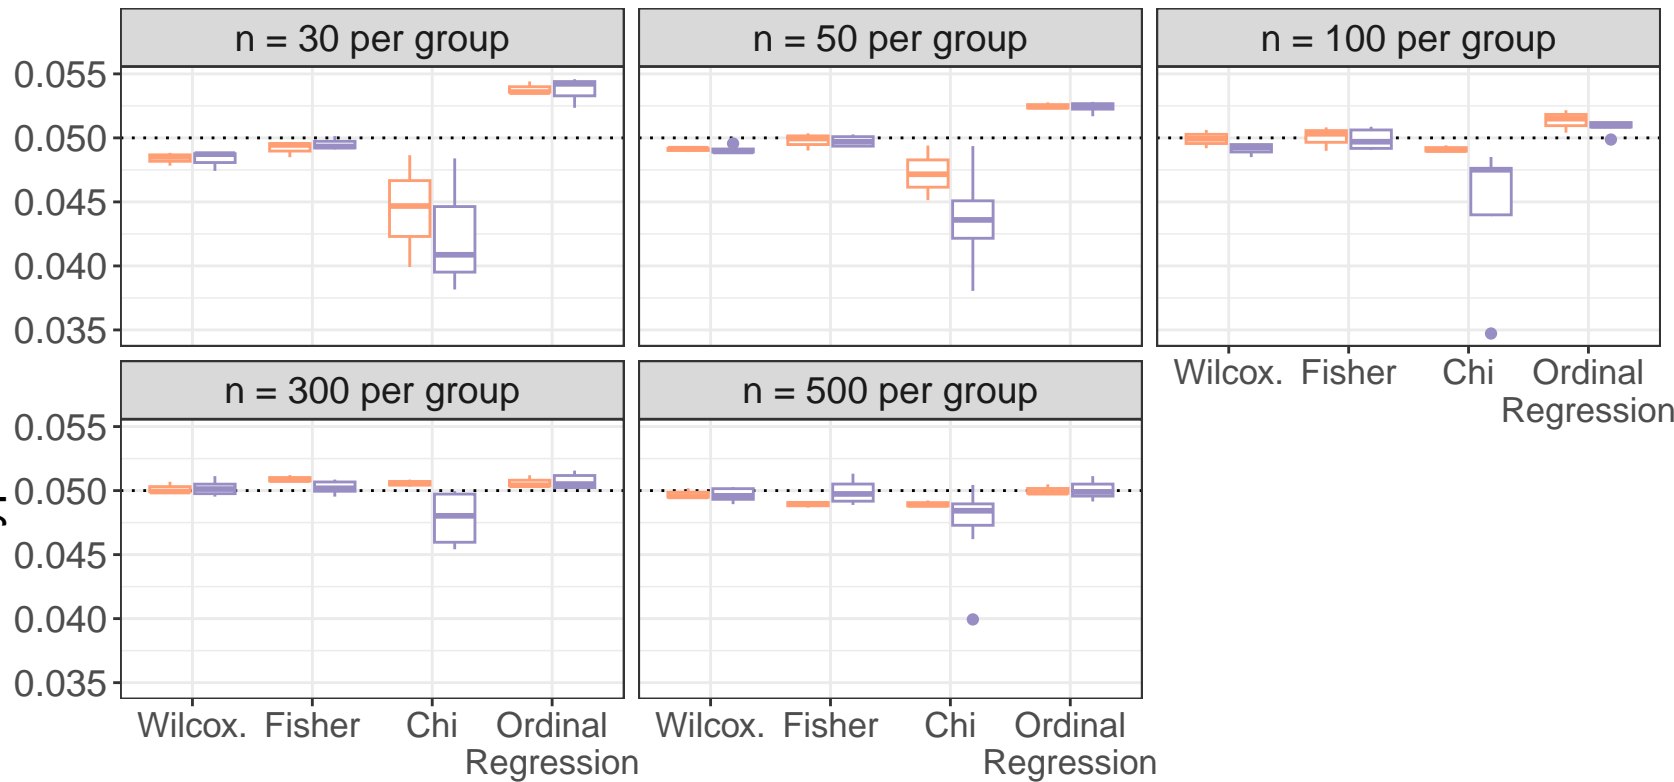 n = 30 per group
n = 50 per group
n = 100 per group
0.055
0.050
0.045
0.040
0.035
Wilcox. Fisher Chi Ordinal
Regression
n = 300 per group
n = 500 per group
0.055
0.050
0.045
0.040
0.035
Wilcox. Fisher Chi Ordinal
Regression
Wilcox. Fisher Chi Ordinal
Regression